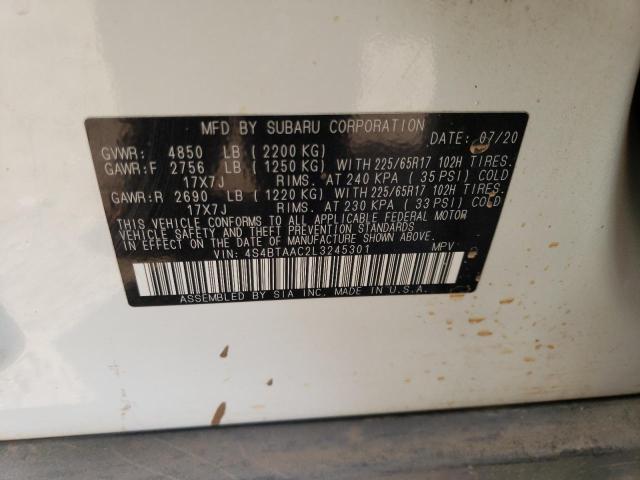 MFD BY SUBARU CORPORATION DATE: 07/20
GVWR: 4850 LB ( 2200 KG)
GAWR:F 2756 LB ( 1250 KG) WITH 225/65R17 102H TIRES.
17X7J RIMS. AT 240 KPA ( 35 PSI) COLD
GAWR:R 2690 LB ( 1220 KG) WITH 225/65R17 102H TIRES.
17X7J RIMS. AT 230 KPA ( 33 PSI) COLD
THIS VEHICLE CONFORMS TO ALL APPLICABLE FEDERAL MOTOR
VEHICLE SAFETY, BUMPER, AND THEFT PREVENTION STANDARDS
IN EFFECT ON THE DATE OF MANUFACTURE SHOWN ABOVE.
VIN: 4S4BTAAC2L3245301 MPV
ASSEMBLED BY SIA INC. MADE IN U.S.A.